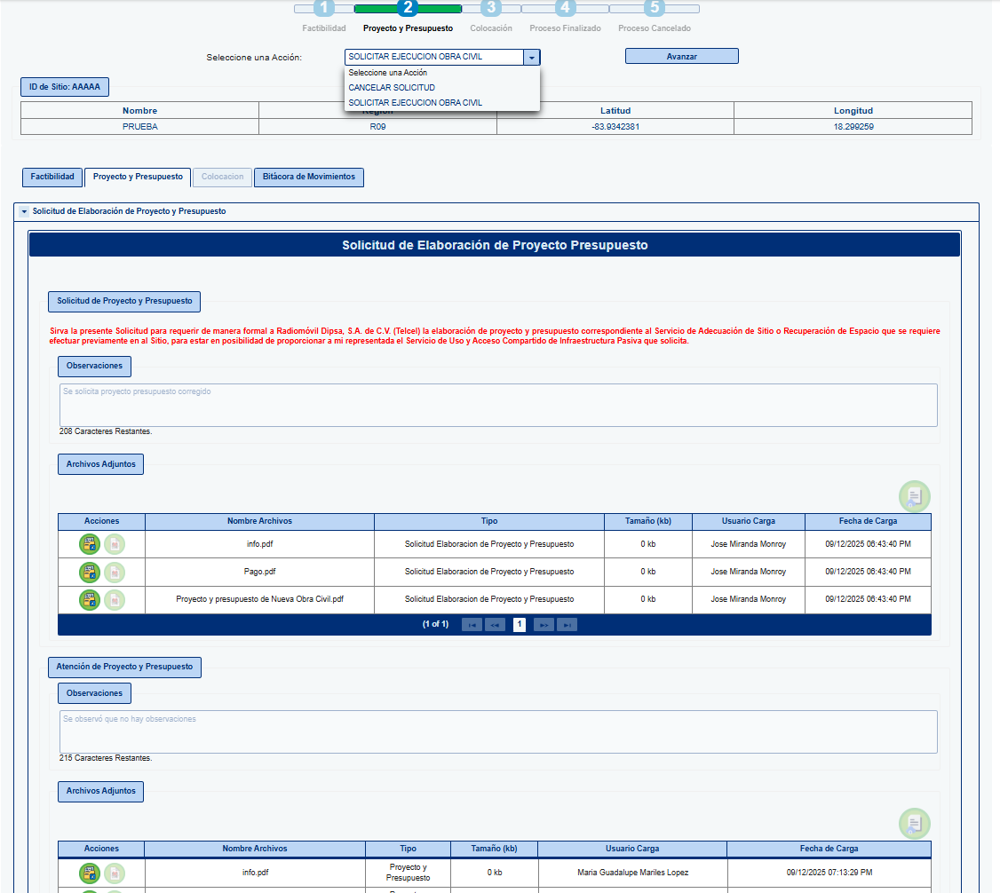 1 2 3 4 5
Factibilidad Proyecto y Presupuesto Colocación Proceso Finalizado Proceso Cancelado
Seleccione una Acción: SOLICITAR EJECUCION OBRA CIVIL Avanzar
Seleccione una Acción
CANCELAR SOLICITUD
SOLICITAR EJECUCION OBRA CIVIL
ID de Sitio: AAAAA
Nombre Región Latitud Longitud
PRUEBA R09 -83.9342381 18.299259
Factibilidad Proyecto y Presupuesto Colocacion Bitácora de Movimientos
Solicitud de Elaboración de Proyecto y Presupuesto
Solicitud de Elaboración de Proyecto Presupuesto
Solicitud de Proyecto y Presupuesto
Sirva la presente Solicitud para requerir de manera formal a Radiomóvil Dipsa, S.A. de C.V. (Telcel) la elaboración de proyecto y presupuesto correspondiente al Servicio de Adecuación de Sitio o Recuperación de Espacio que se requiere
efectuar previamente en al Sitio, para estar en posibilidad de proporcionar a mi representada el Servicio de Uso y Acceso Compartido de Infraestructura Pasiva que solicita.
Observaciones
Se solicita proyecto presupuesto corregido
208 Caracteres Restantes.
Archivos Adjuntos
Acciones Nombre Archivos Tipo Tamaño (kb) Usuario Carga Fecha de Carga
info.pdf Solicitud Elaboracion de Proyecto y Presupuesto 0 kb Jose Miranda Monroy 09/12/2025 06:43:40 PM
Pago.pdf Solicitud Elaboracion de Proyecto y Presupuesto 0 kb Jose Miranda Monroy 09/12/2025 06:43:40 PM
Proyecto y presupuesto de Nueva Obra Civil.pdf Solicitud Elaboracion de Proyecto y Presupuesto 0 kb Jose Miranda Monroy 09/12/2025 06:43:40 PM
(1 of 1) 1
Atención de Proyecto y Presupuesto
Observaciones
Se observó que no hay observaciones
215 Caracteres Restantes.
Archivos Adjuntos
Acciones Nombre Archivos Tipo Tamaño (kb) Usuario Carga Fecha de Carga
info.pdf Proyecto y Presupuesto 0 kb Maria Guadalupe Mariles Lopez 09/12/2025 07:13:29 PM